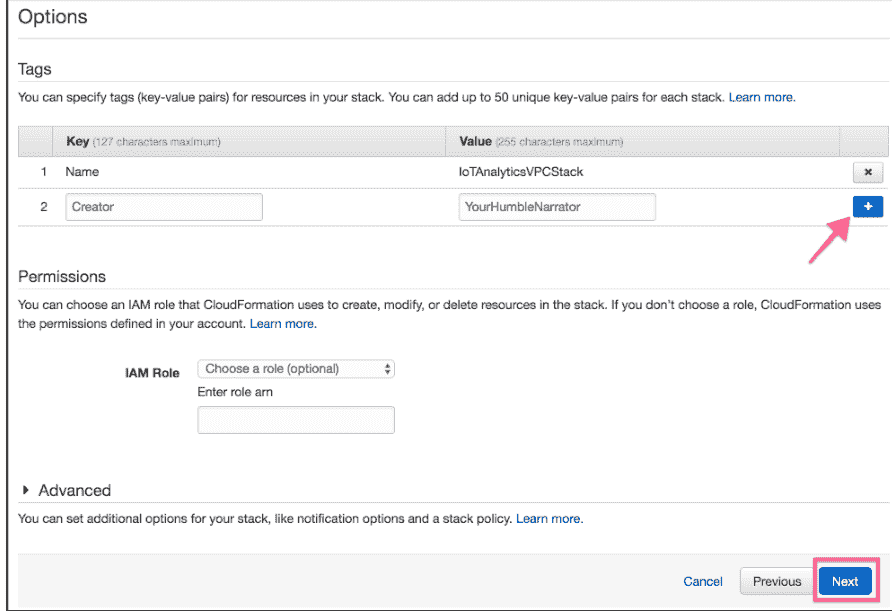 Options
Tags
You can specify tags (key-value pairs) for resources in your stack. You can add up to 50 unique key-value pairs for each stack. Learn more.
Key (127 characters maximum) Value (255 characters maximum)
1 Name IoTAnalyticsVPCStack
2 Creator YourHumbleNarrator
Permissions
You can choose an IAM role that CloudFormation uses to create, modify, or delete resources in the stack. If you don't choose a role, CloudFormation uses
the permissions defined in your account. Learn more.
IAM Role Choose a role (optional)
Enter role arn
Advanced
You can set additional options for your stack, like notification options and a stack policy. Learn more.
Cancel Previous Next